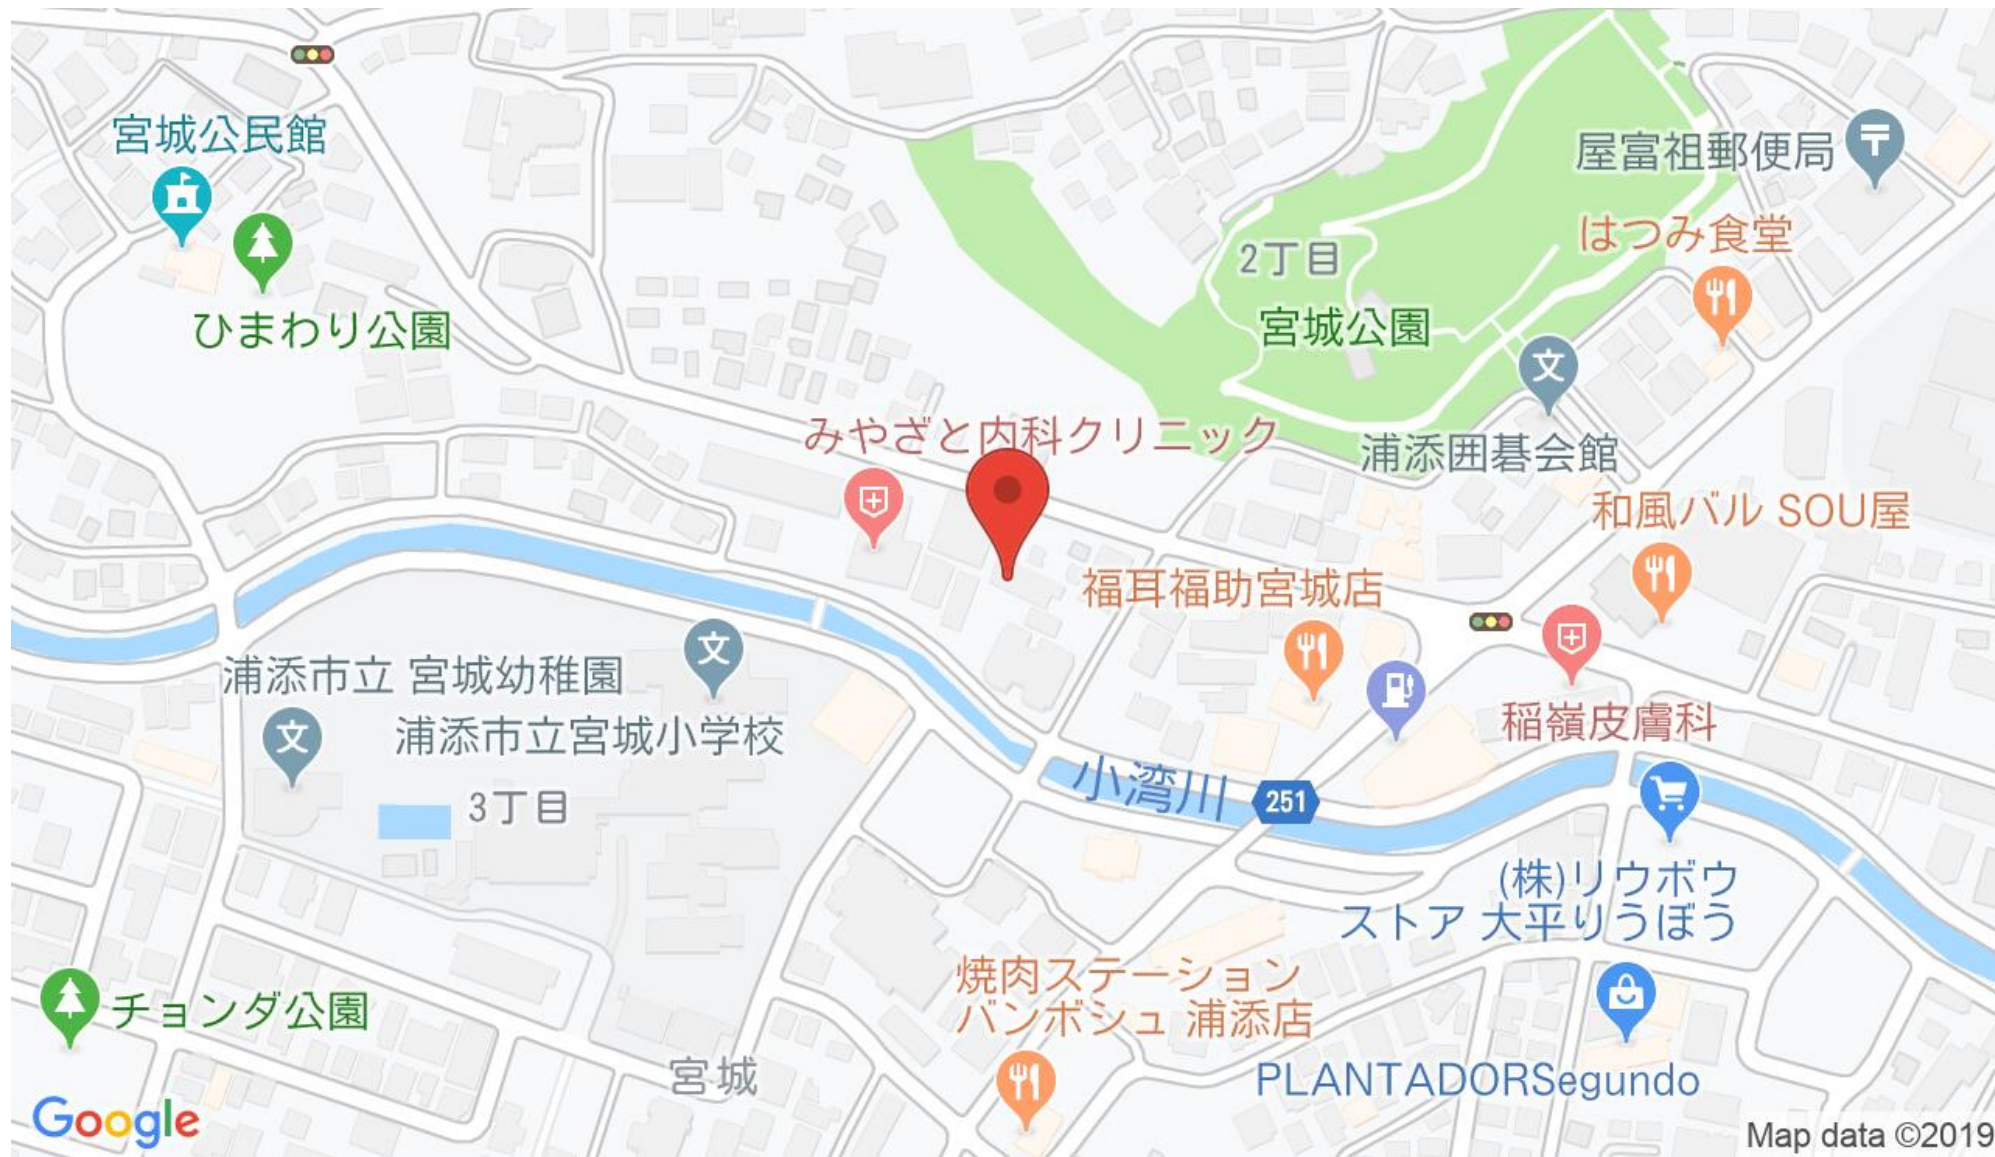 宮城公民館
屋富祖郵便局
〒
はつみ食堂
2丁目
ひまわり公園
宮城公園
文
みやざと内科クリニック
浦添囲碁会館
和風バル SOU屋
福耳福助宮城店
文
浦添市立 宮城幼稚園
稲嶺皮膚科
文
浦添市立宮城小学校
小湾川
251
3丁目
(株)リウボウ
ストア 大平りうぼう
焼肉ステーション
バンボシュ 浦添店
チョンダ公園
宮城
PLANTADORSegundo
Google
Map data ©2019